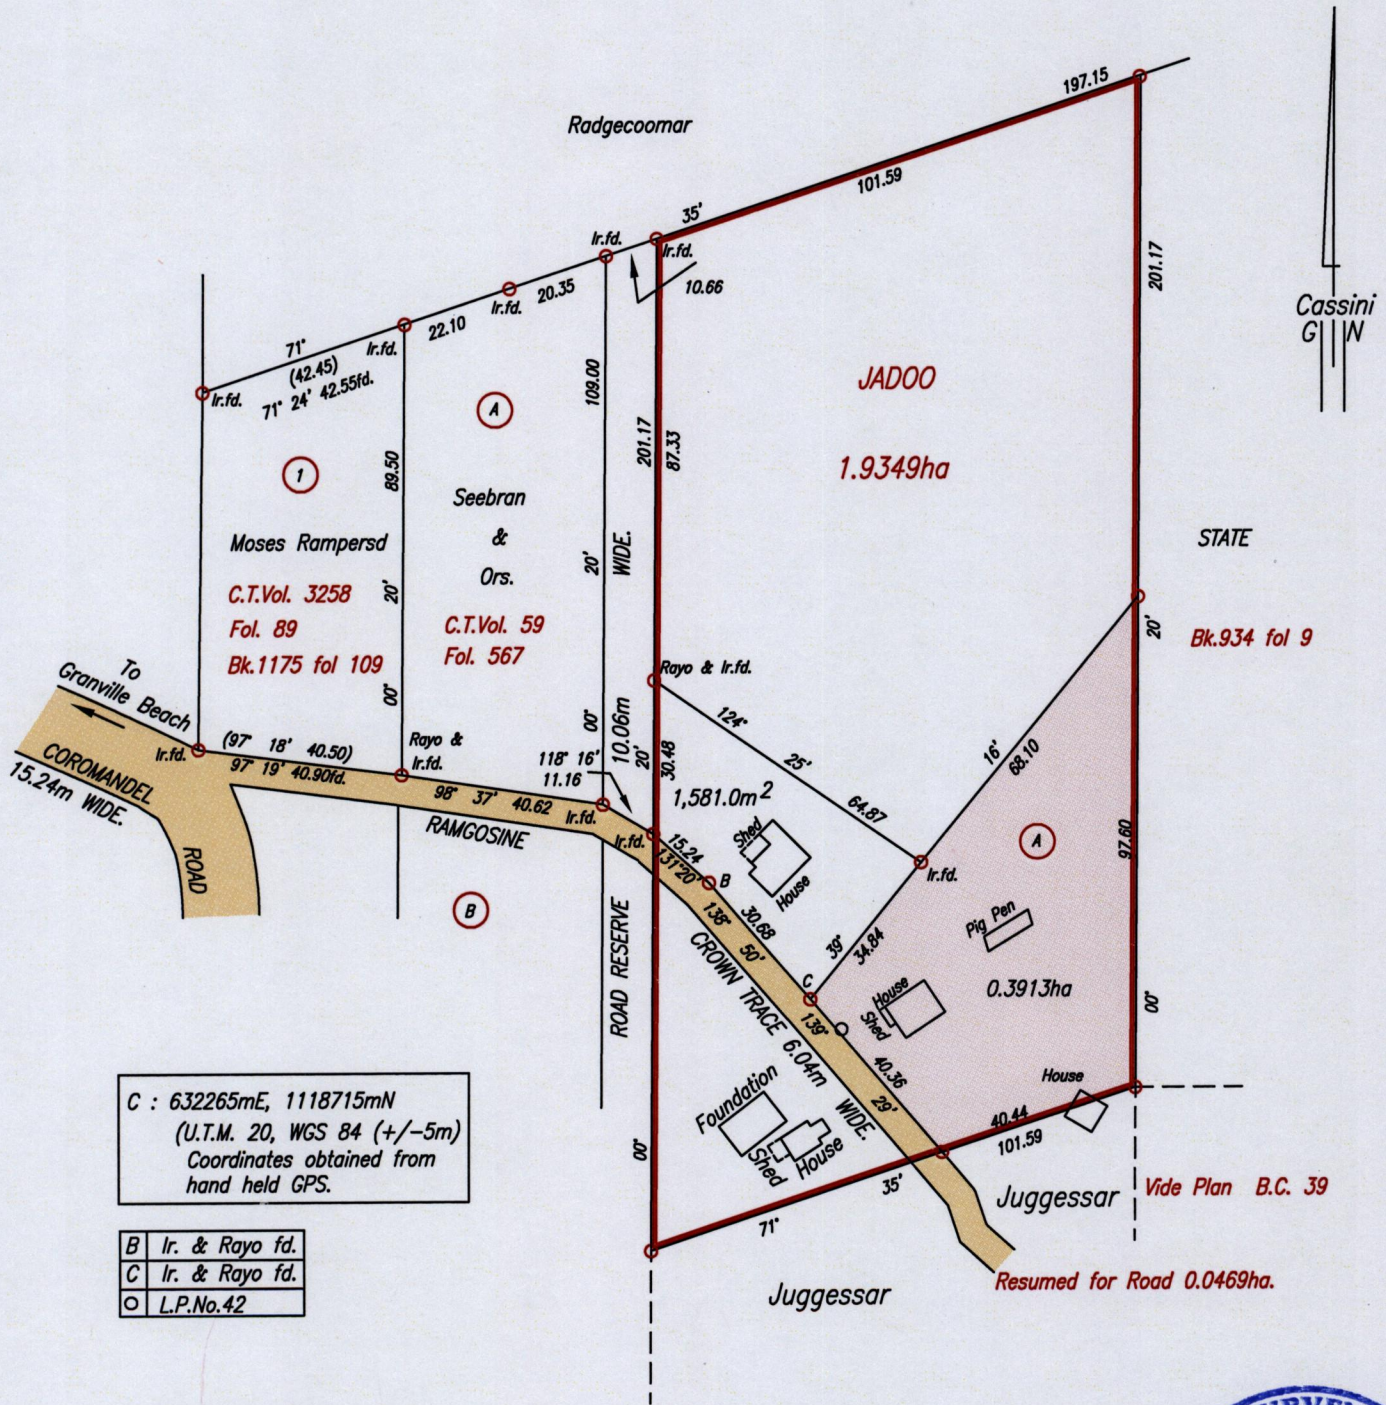 197.15
Radgecoomar
101.59
35'
Ir.fd.
Ir.fd.
10.66
20.35
Ir.fd.
22.10
Ir.fd.
71°
(42.45)
71° 24' 42.55fd.
Ir.fd.
201.17
Cassini
G N
JADOO
1.9349ha
109.00
201.17
87.33
A
1
89.50
Seebran
&
Ors.
C.T.Vol. 59
Fol. 567
Moses Rampersd
C.T.Vol. 3258
Fol. 89
Bk.1175 fol 109
20'
00°
20'
00°
WIDE.
10.06m
20'
30.48
STATE
Bk.934 fol 9
20'
Rayo & Ir.fd.
124°
25'
64.87
16'
68.10
To
Granville Beach
Ir.fd.
COROMANDEL
15.24m WIDE.
ROAD
(97° 18' 40.50)
97° 19' 40.90fd.
Rayo &
Ir.fd.
98° 37' 40.62
RAMGOSINE
118° 16'
11.16
Ir.fd.
Ir.fd.
1,581.0m2
Shed
House
15.24
131°20'
B
30.68
138° 50'
Ir.fd.
A
97.60
Pig Pen
39°
34.84
0.3913ha
B
ROAD RESERVE
CROWN TRACE 6.04m WIDE.
C
139°
House
Shed
40.36
29'
00°
House
40.44
101.59
Foundation
Shed
House
00°
35'
71°
Juggessar
Vide Plan B.C. 39
Juggessar
Resumed for Road 0.0469ha.
C : 632265mE, 1118715mN
(U.T.M. 20, WGS 84 (+/-5m)
Coordinates obtained from
hand held GPS.
B Ir. & Rayo fd.
C Ir. & Rayo fd.
L.P.No.42